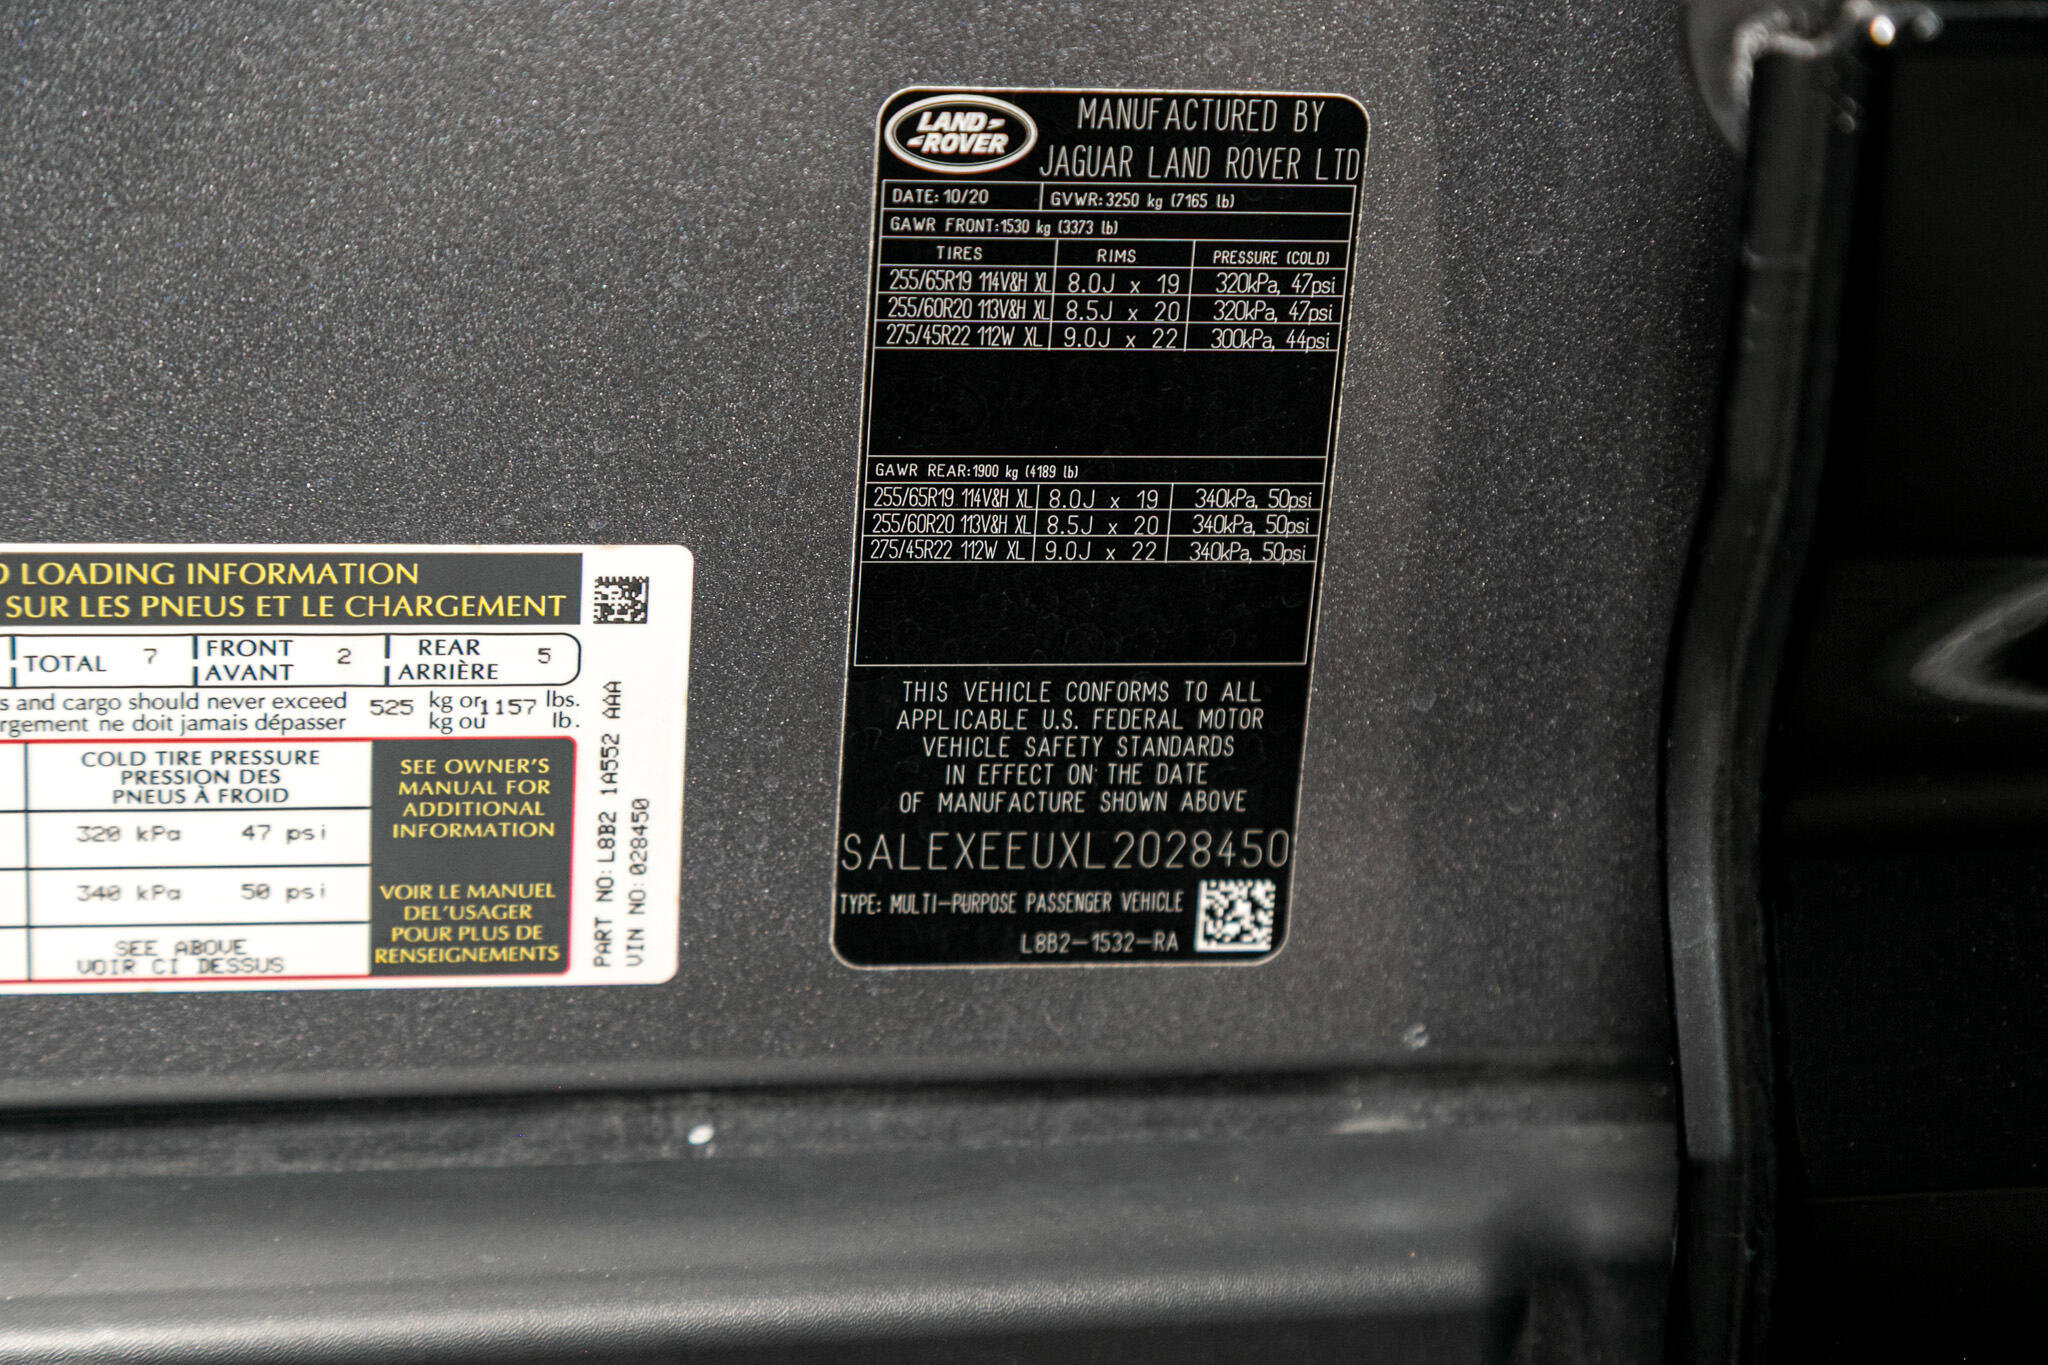 LAND
ROVER
MANUFACTURED BY
JAGUAR LAND ROVER LTD
DATE: 10/20 GVWR: 3250 kg (7165 lb)
GAWR FRONT: 1530 kg (3373 lb)
TIRES RIMS PRESSURE (COLD)
255/65R19 114V&H XL 8.0J x 19 320kPa, 47psi
255/60R20 113V&H XL 8.5J x 20 320kPa, 47psi
275/45R22 112W XL 9.0J x 22 300kPa, 44psi
GAWR REAR: 1900 kg (4189 lb)
255/65R19 114V&H XL 8.0J x 19 340kPa, 50psi
255/60R20 113V&H XL 8.5J x 20 340kPa, 50psi
275/45R22 112W XL 9.0J x 22 340kPa, 50psi
THIS VEHICLE CONFORMS TO ALL
APPLICABLE U.S. FEDERAL MOTOR
VEHICLE SAFETY STANDARDS
IN EFFECT ON THE DATE
OF MANUFACTURE SHOWN ABOVE
SALEXEEUXL2028450
TYPE: MULTI-PURPOSE PASSENGER VEHICLE
L8B2-1532-RA
LOADING INFORMATION
SUR LES PNEUS ET LE CHARGEMENT
TOTAL 7 FRONT AVANT 2 REAR ARRIÈRE 5
and cargo should never exceed 525 kg or 1157 lbs.
ne doit jamais dépasser kg ou lb.
COLD TIRE PRESSURE
PRESSION DES
PNEUS À FROID
320 kPa 47 psi
340 kPa 50 psi
SEE ABOVE
VOIR CI DESSUS
SEE OWNER'S
MANUAL FOR
ADDITIONAL
INFORMATION
VOIR LE MANUEL
DEL'USAGER
POUR PLUS DE
RENSEIGNEMENTS
PART NO: L8B2 1A552 AAA
VIN NO: 028450